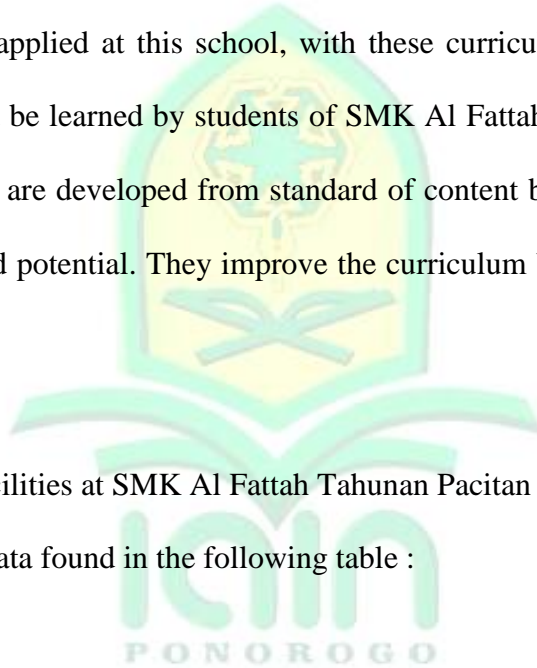 applied at this school, with these curricu
be learned by students of SMK Al Fattah
are developed from standard of content b
d potential. They improve the curriculum
cilities at SMK Al Fattah Tahunan Pacitan
ata found in the following table :
iain
PONOROGO